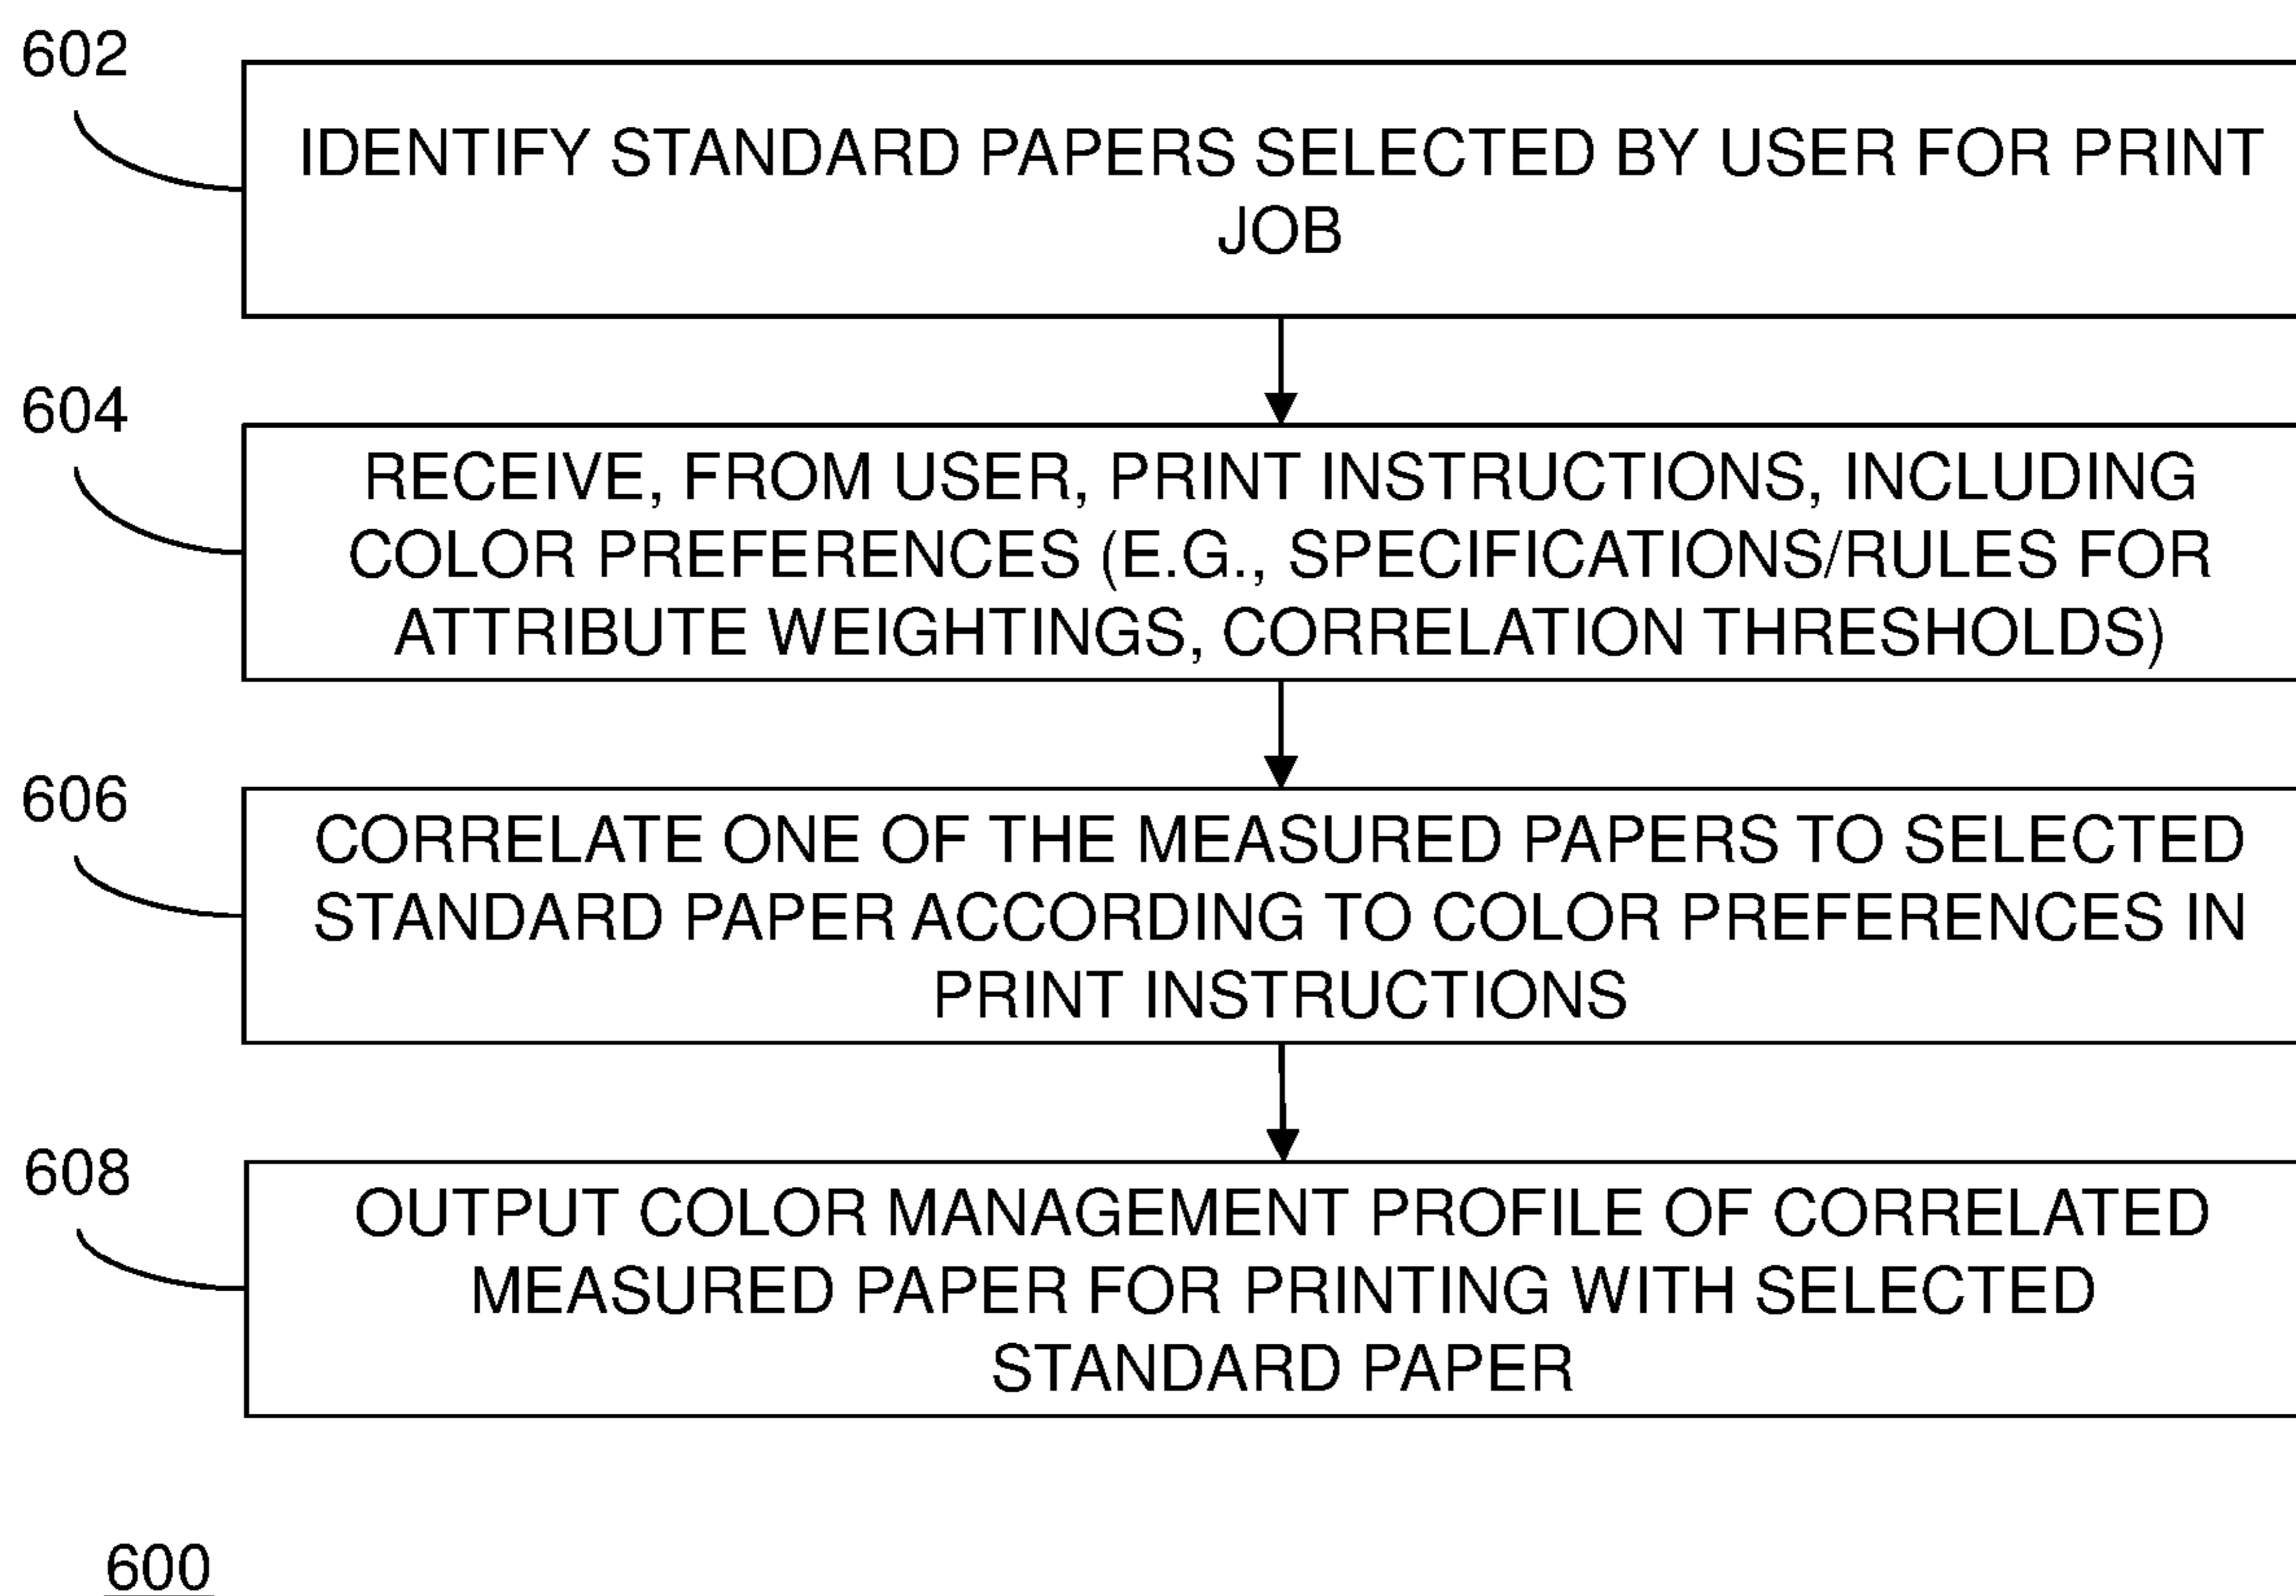 602
IDENTIFY STANDARD PAPERS SELECTED BY USER FOR PRINT
JOB
604
RECEIVE, FROM USER, PRINT INSTRUCTIONS, INCLUDING
COLOR PREFERENCES (E.G., SPECIFICATIONS/RULES FOR
ATTRIBUTE WEIGHTINGS, CORRELATION THRESHOLDS)
606
CORRELATE ONE OF THE MEASURED PAPERS TO SELECTED
STANDARD PAPER ACCORDING TO COLOR PREFERENCES IN
PRINT INSTRUCTIONS
608
OUTPUT COLOR MANAGEMENT PROFILE OF CORRELATED
MEASURED PAPER FOR PRINTING WITH SELECTED
STANDARD PAPER
600